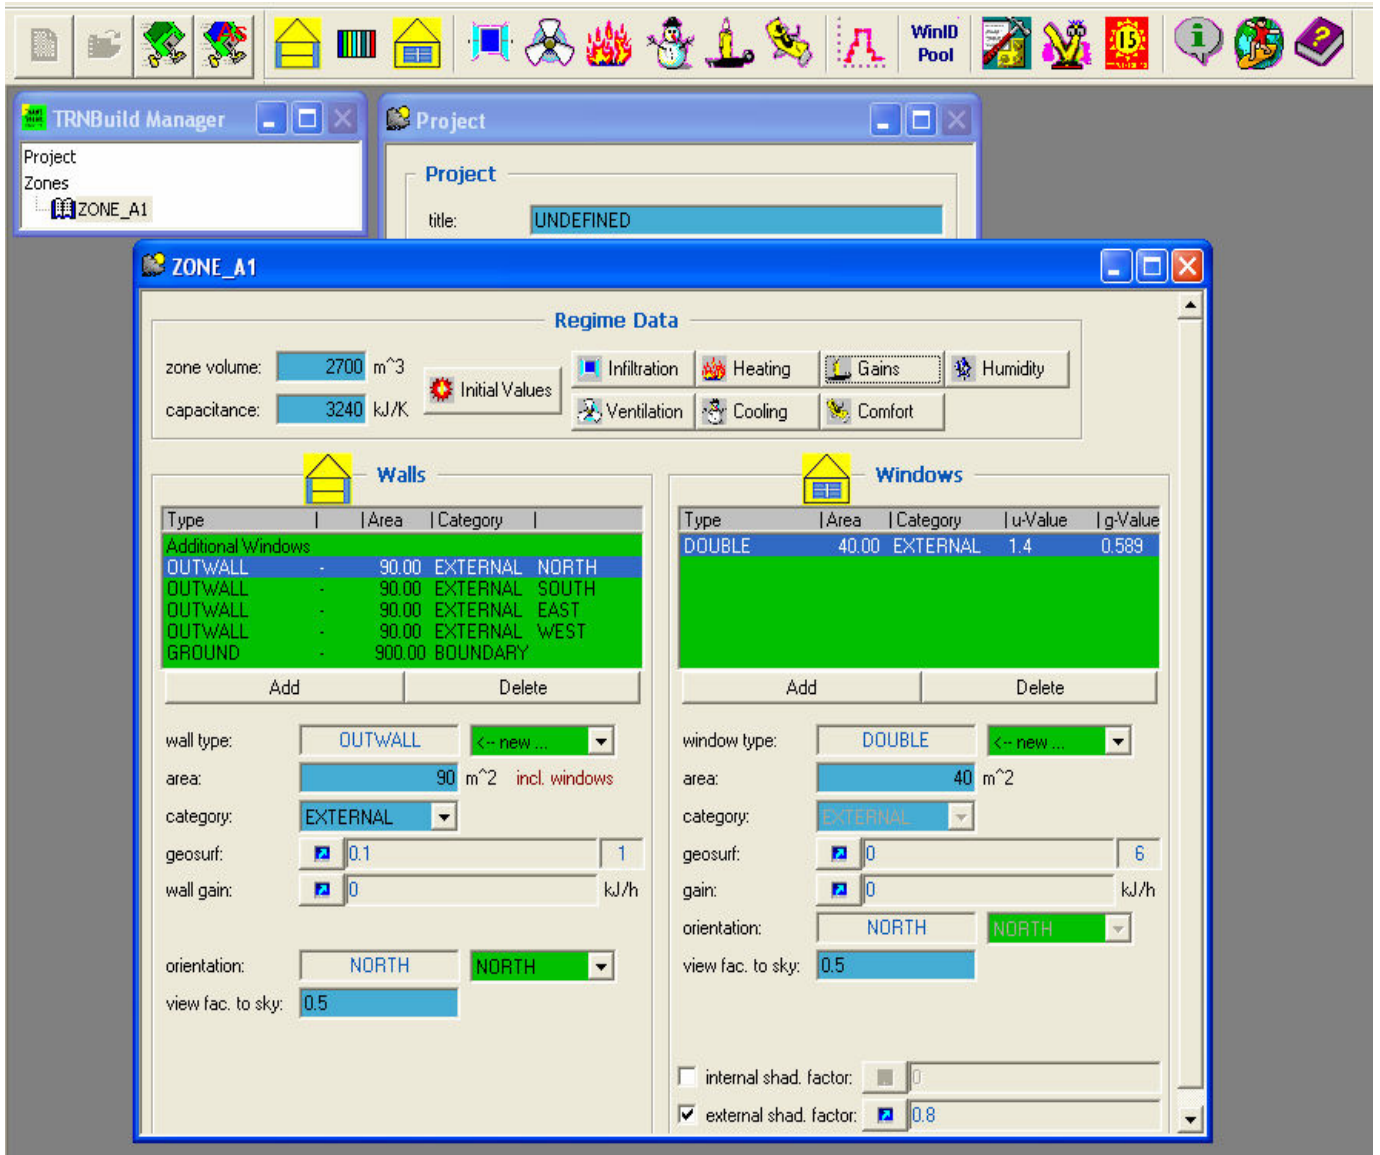 WinID
Pool
15
i
?
TRNBuild Manager
Project
Project
Zones
ZONE_A1
Project
title: UNDEFINED
ZONE_A1
Regime Data
zone volume: 2700 m^3
capacitance: 3240 kJ/K
Initial Values
Infiltration Heating Gains Humidity
Ventilation Cooling Comfort
Walls
Type | | Area | Category |
Additional Windows
OUTWALL - 90.00 EXTERNAL NORTH
OUTWALL - 90.00 EXTERNAL SOUTH
OUTWALL - 90.00 EXTERNAL EAST
OUTWALL - 90.00 EXTERNAL WEST
GROUND - 900.00 BOUNDARY
Add Delete
wall type: OUTWALL <-- new ...
area: 90 m^2 incl. windows
category: EXTERNAL
geosurf: 0.1 1
wall gain: 0 kJ/h
orientation: NORTH NORTH
view fac. to sky: 0.5
Windows
Type | Area | Category | u-Value | g-Value
DOUBLE 40.00 EXTERNAL 1.4 0.589
Add Delete
window type: DOUBLE <-- new ...
area: 40 m^2
category: EXTERNAL
geosurf: 0 6
gain: 0 kJ/h
orientation: NORTH NORTH
view fac. to sky: 0.5
internal shad. factor: 0
external shad. factor: 0.8